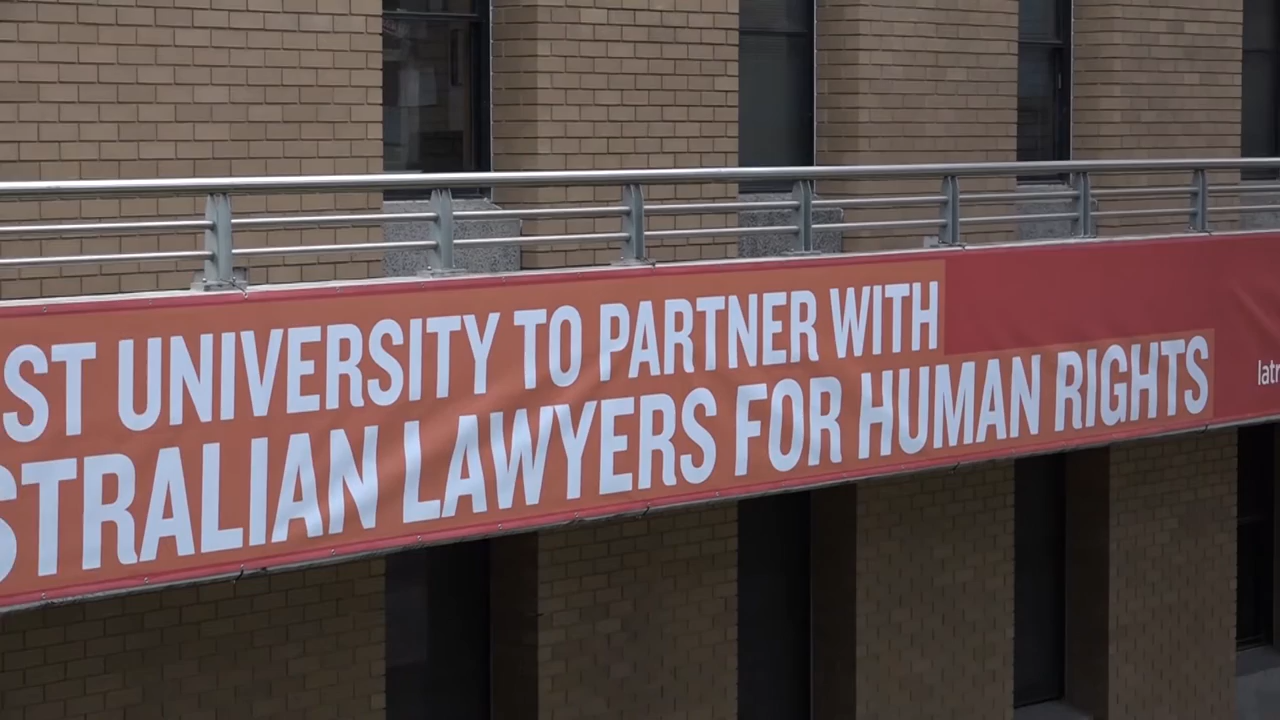 ST UNIVERSITY TO PARTNER WITH
STRALIAN LAWYERS FOR HUMAN RIGHTS
latr